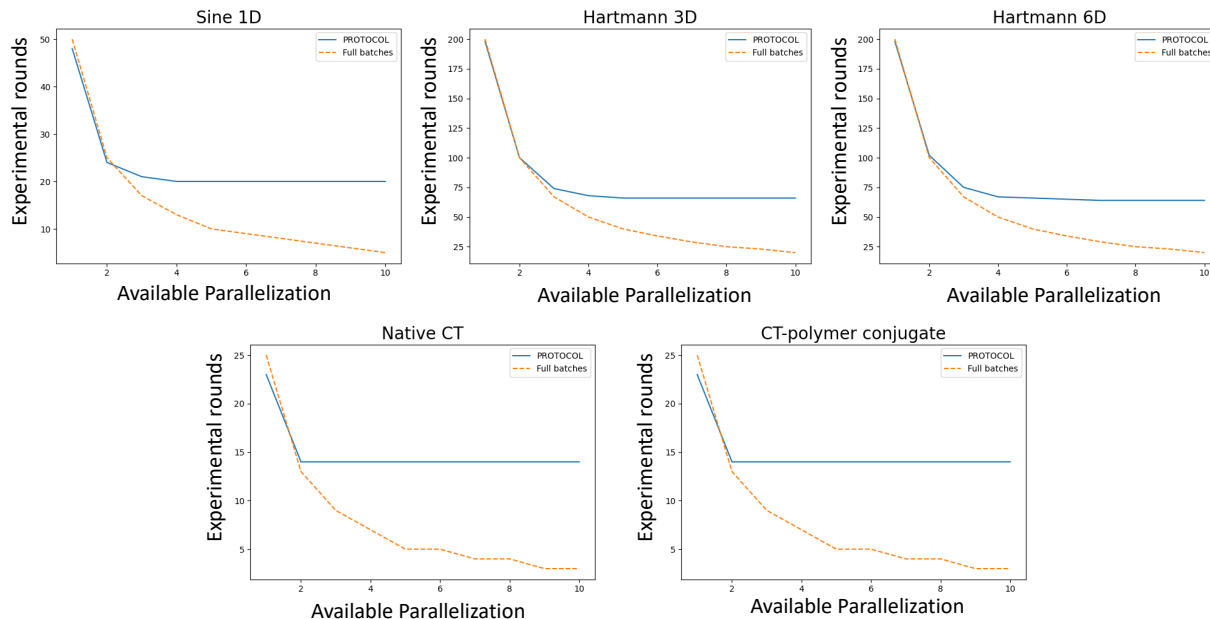 Sine 1D
Experimental rounds
50
40
30
20
10
PROTOCOL
Full batches
2
4
6
8
10
Available Parallelization
Hartmann 3D
Experimental rounds
200
175
150
125
100
75
50
25
PROTOCOL
Full batches
2
4
6
8
10
Available Parallelization
Hartmann 6D
Experimental rounds
200
175
150
125
100
75
50
25
PROTOCOL
Full batches
2
4
6
8
10
Available Parallelization
Native CT
Experimental rounds
25
20
15
10
5
PROTOCOL
Full batches
2
4
6
8
10
Available Parallelization
CT-polymer conjugate
Experimental rounds
25
20
15
10
5
PROTOCOL
Full batches
2
4
6
8
10
Available Parallelization